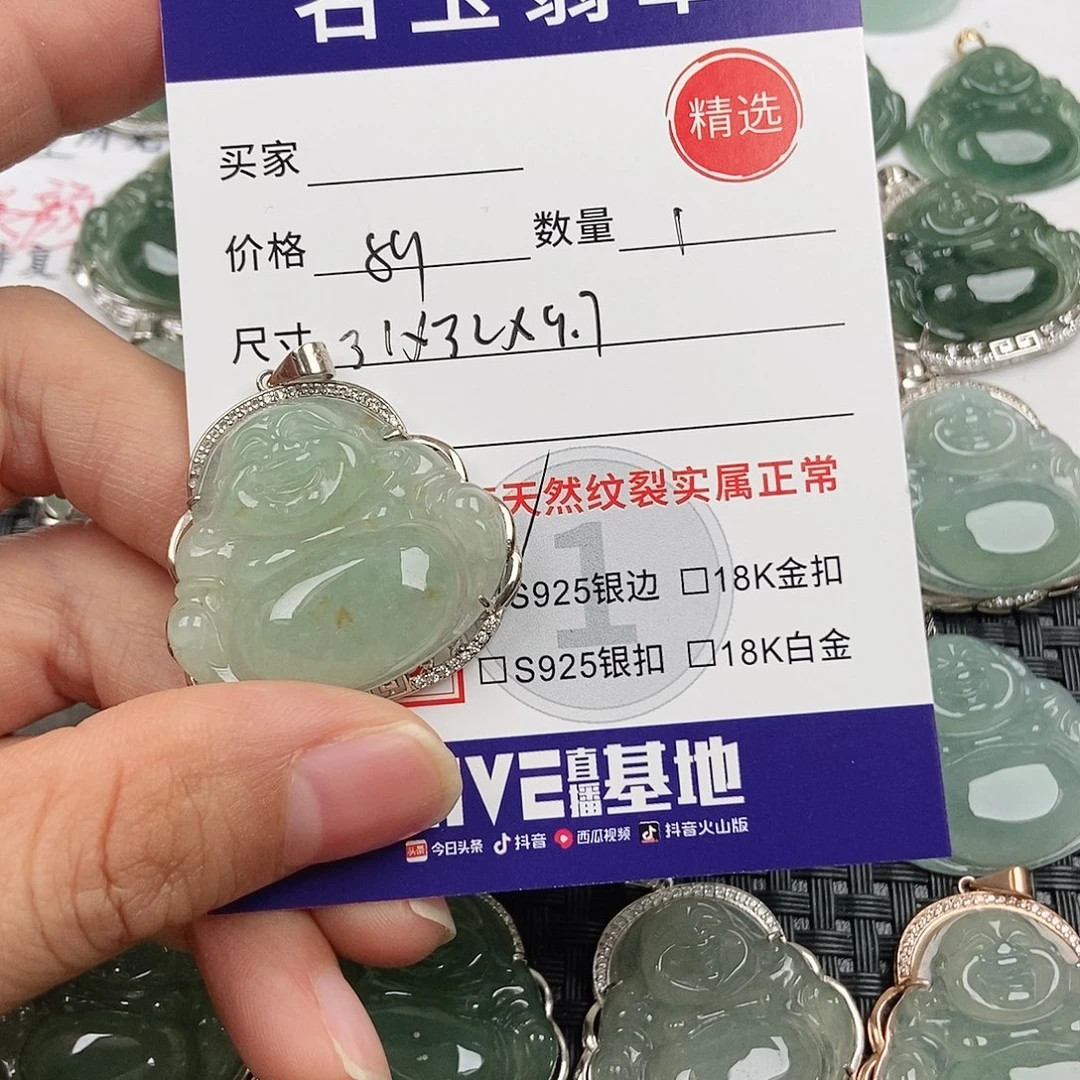 精选
买家
价格 84 数量 1
尺寸 31X32X9.7
天然纹裂实属正常
S925银边 □18K金扣
□S925银扣 □18K白金
1
直播基地
今日头条 抖音 西瓜视频 抖音火山版